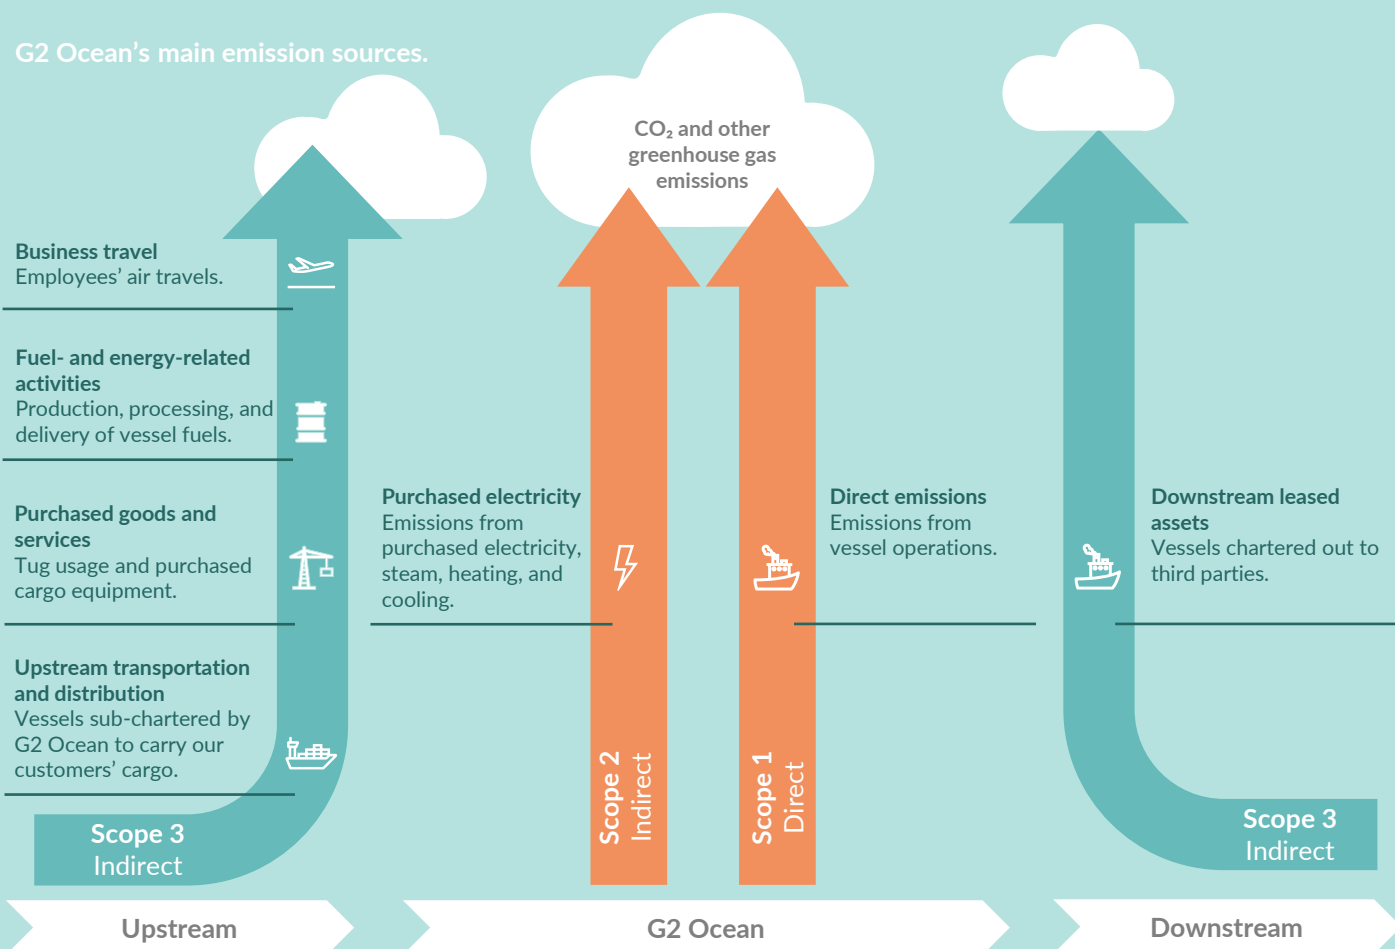 G2 Ocean’s main emission sources.
CO₂ and other
greenhouse gas
emissions
Business travel
Employees’ air travels.
Fuel- and energy-related
activities
Production, processing, and
delivery of vessel fuels.
Purchased goods and
services
Tug usage and purchased
cargo equipment.
Upstream transportation
and distribution
Vessels sub-chartered by
G2 Ocean to carry our
customers’ cargo.
Scope 3
Indirect
Purchased electricity
Emissions from
purchased electricity,
steam, heating, and
cooling.
Scope 2
Indirect
Direct emissions
Emissions from
vessel operations.
Scope 1
Direct
Downstream leased
assets
Vessels chartered out to
third parties.
Scope 3
Indirect
Upstream
G2 Ocean
Downstream